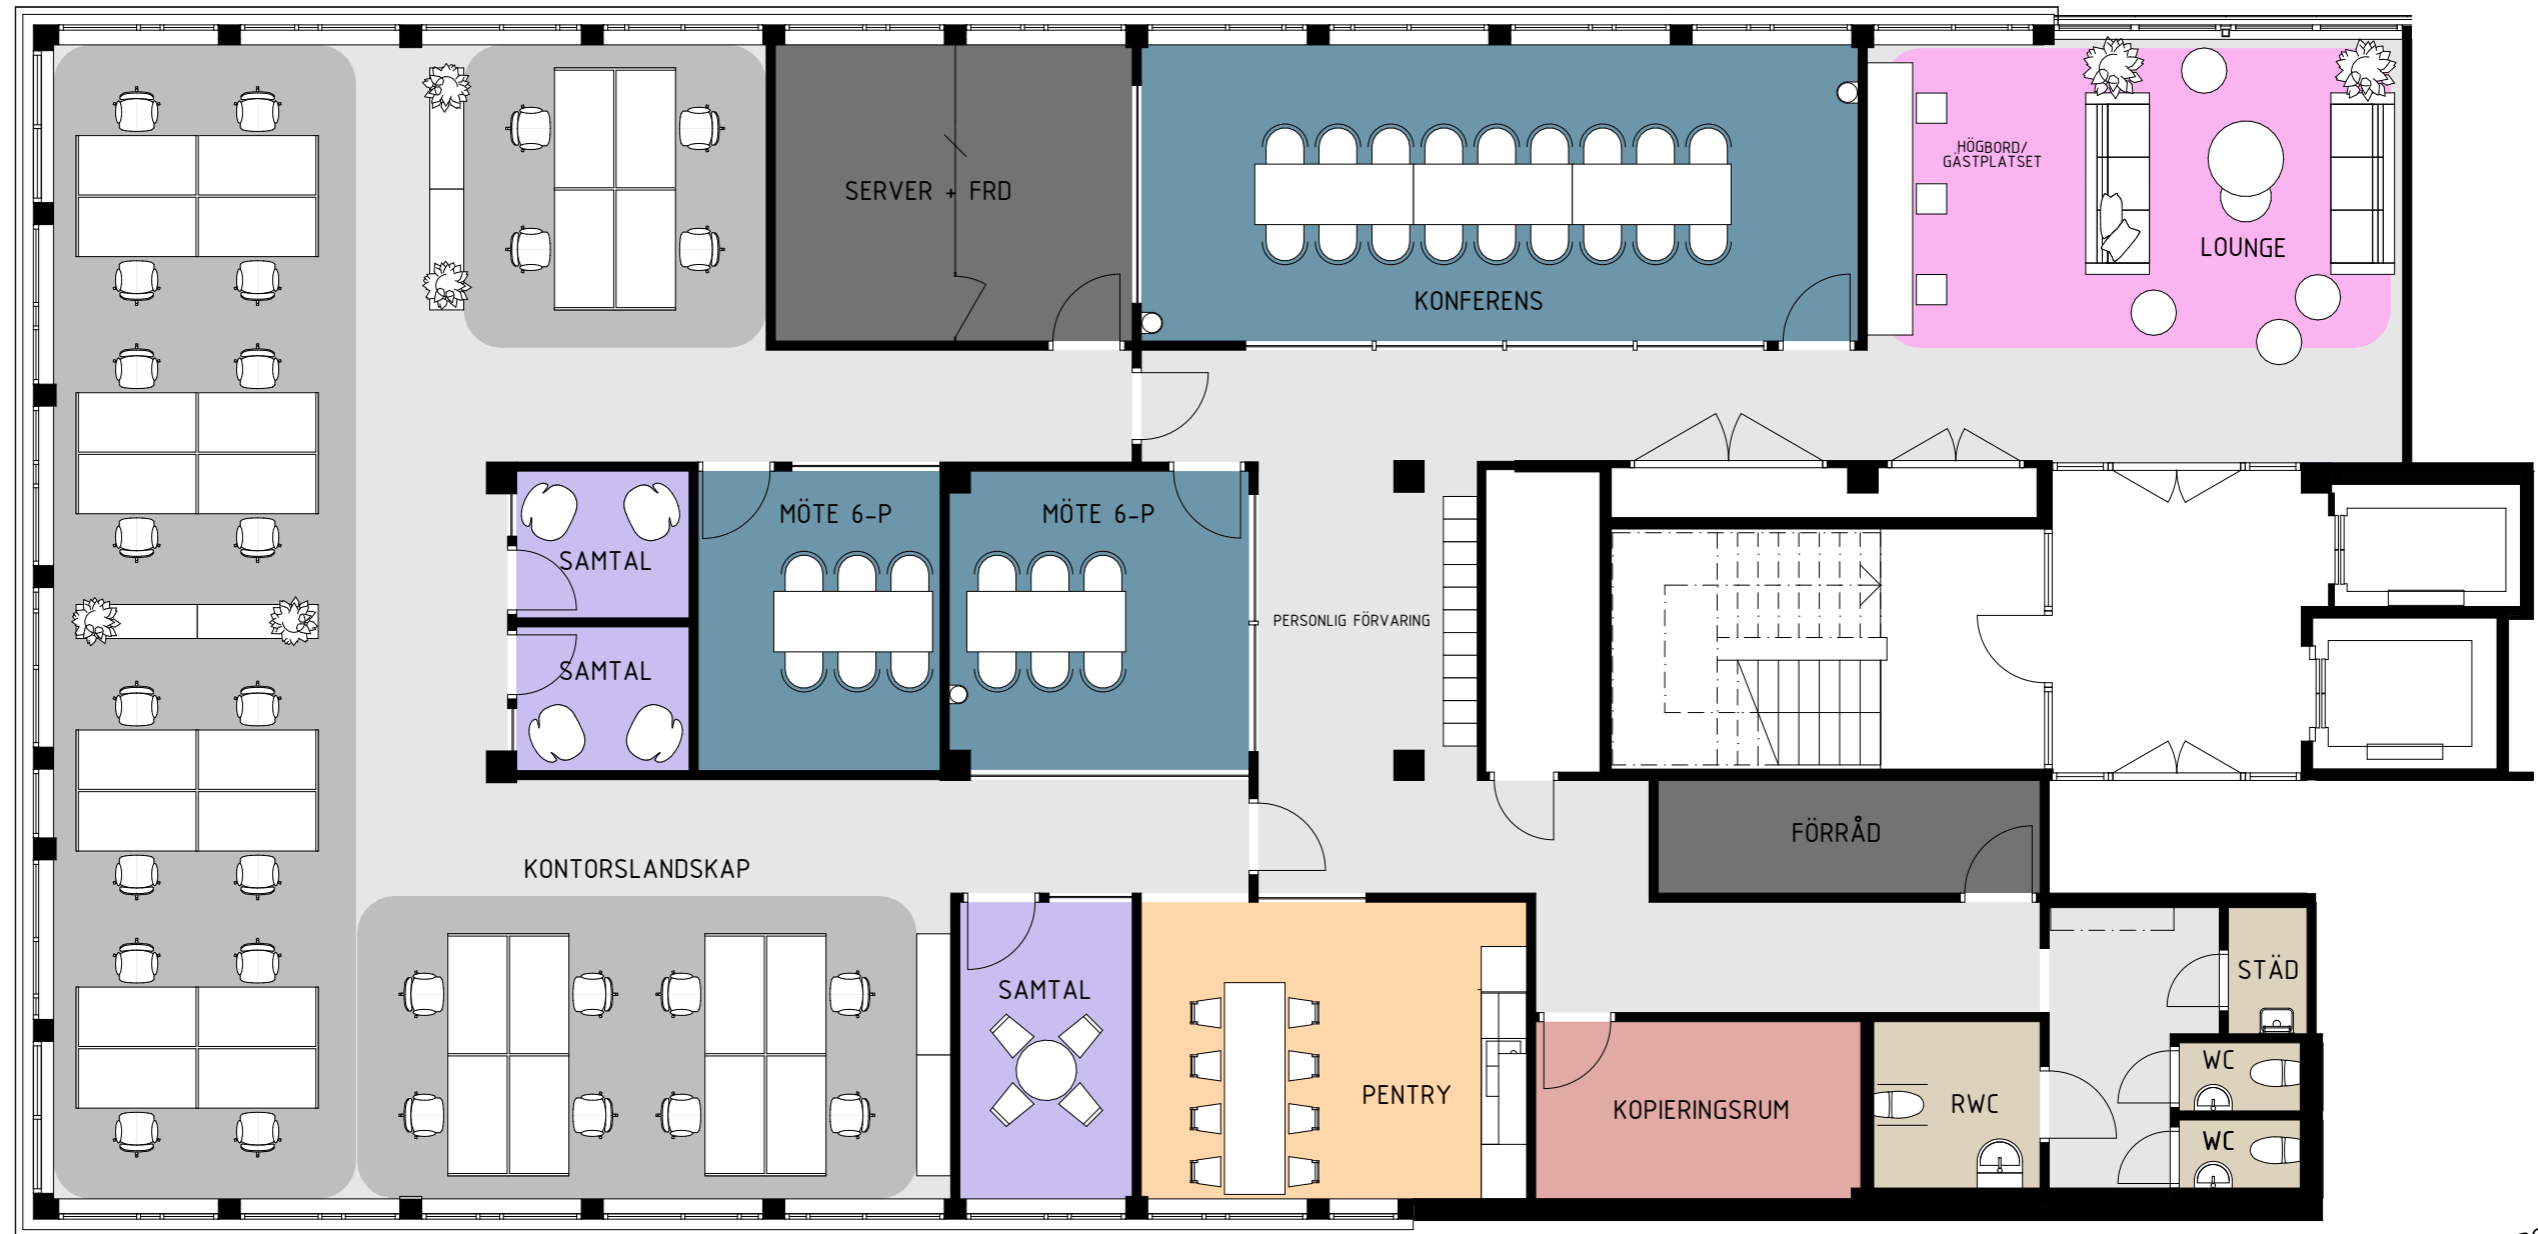 SERVER + FRD
KONFERENS
HÖGBORD/
GÄSTPLATSET
LOUNGE
MÖTE 6-P
MÖTE 6-P
SAMTAL
SAMTAL
PERSONLIG FÖRVARING
KONTORSLANDSKAP
FÖRRÅD
SAMTAL
PENTRY
KOPIERINGSRUM
RWC
STÄD
WC
WC